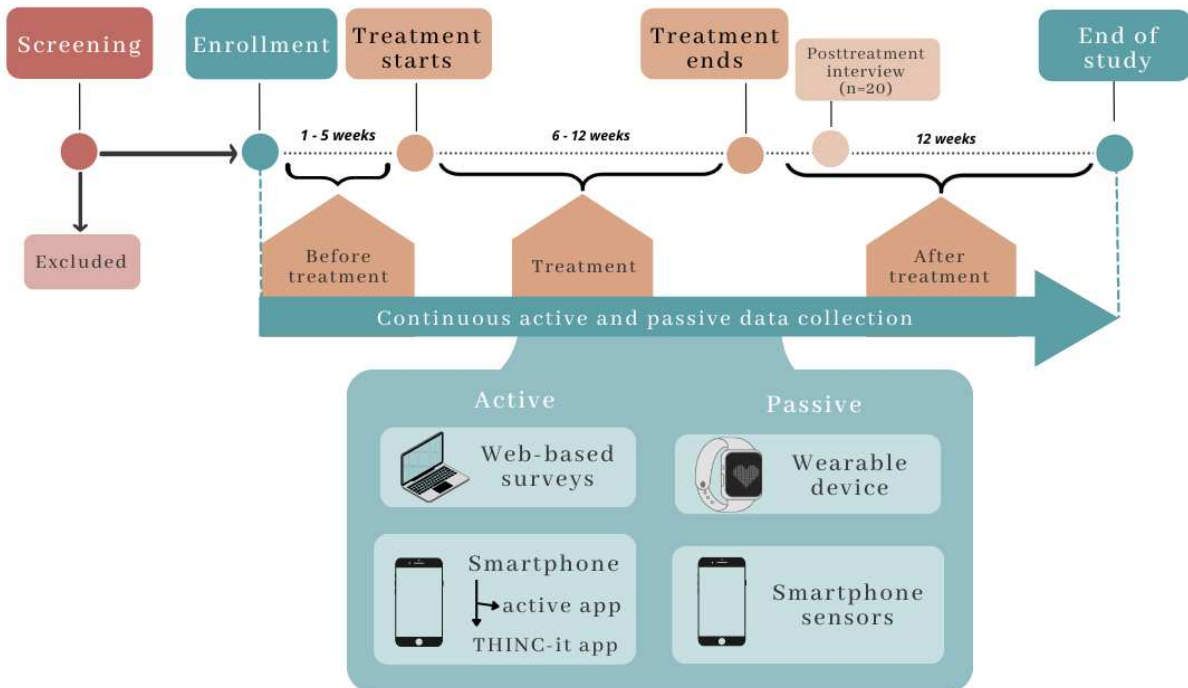 Screening
Enrollment
Treatment
starts
Treatment
ends
Posttreatment
interview
(n=20)
End of
study
1 - 5 weeks
6 - 12 weeks
12 weeks
Excluded
Before
treatment
Treatment
After
treatment
Continuous active and passive data collection
Active
Passive
Web-based
surveys
Wearable
device
Smartphone
active app
THINC-it app
Smartphone
sensors